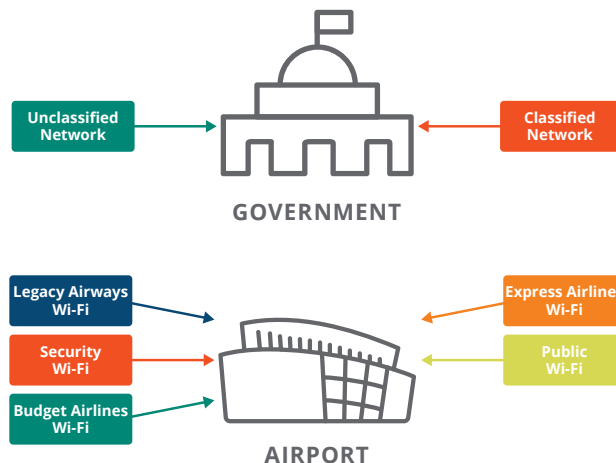 Unclassified
Network
Classified
Network
GOVERNMENT
Legacy Airways
Wi-Fi
Express Airline
Wi-Fi
Security
Wi-Fi
Public
Wi-Fi
Budget Airlines
Wi-Fi
AIRPORT